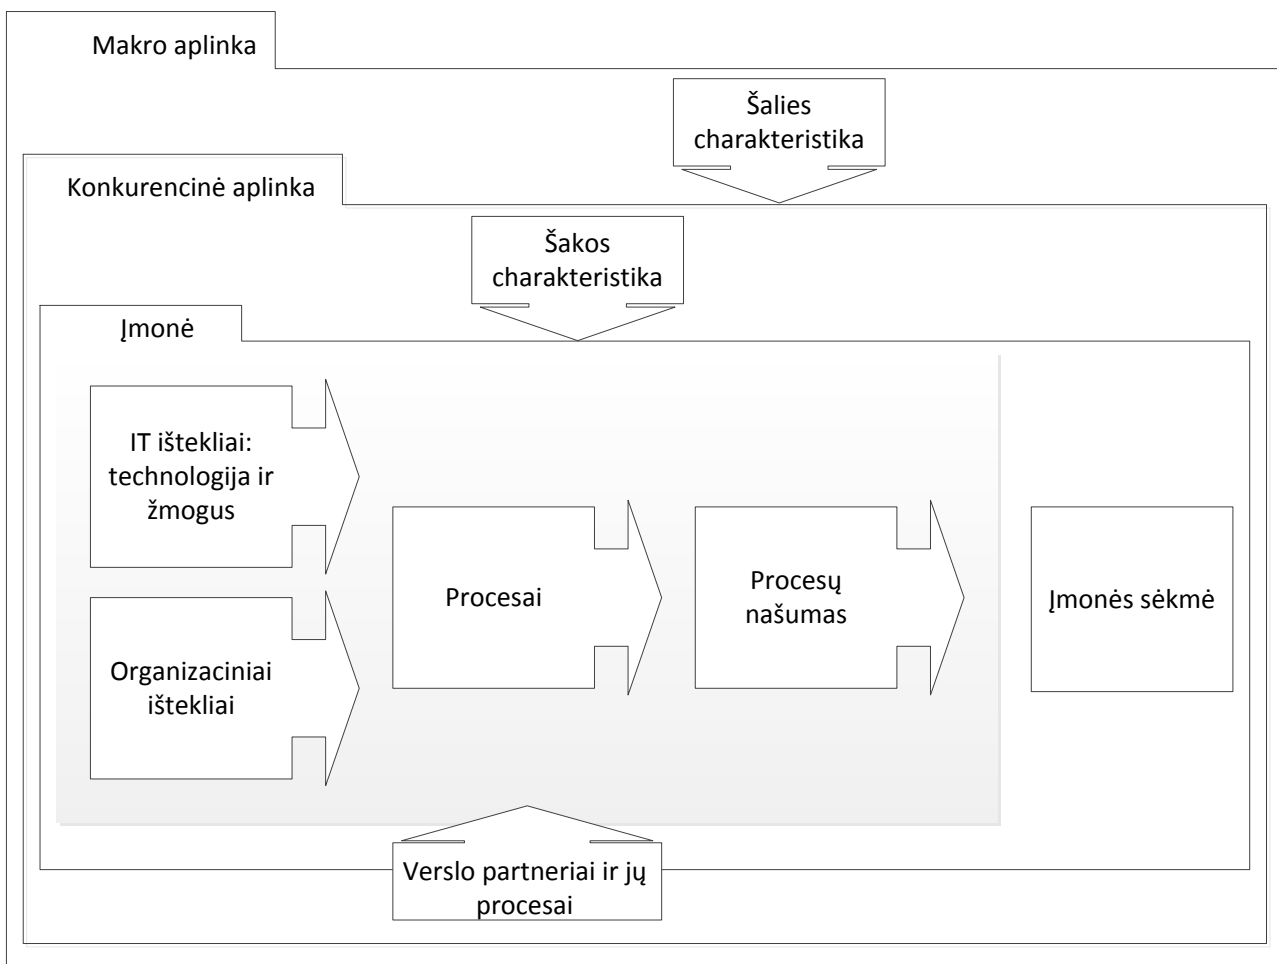 Makro aplinka
Šalies
charakteristika
Konkurencinė aplinka
Šakos
charakteristika
Įmonė
IT ištekliai:
technologija ir
žmogus
Procesai
Procesų
našumas
Įmonės sėkmė
Organizaciniai
ištekliai
Verslo partneriai ir jų
procesai